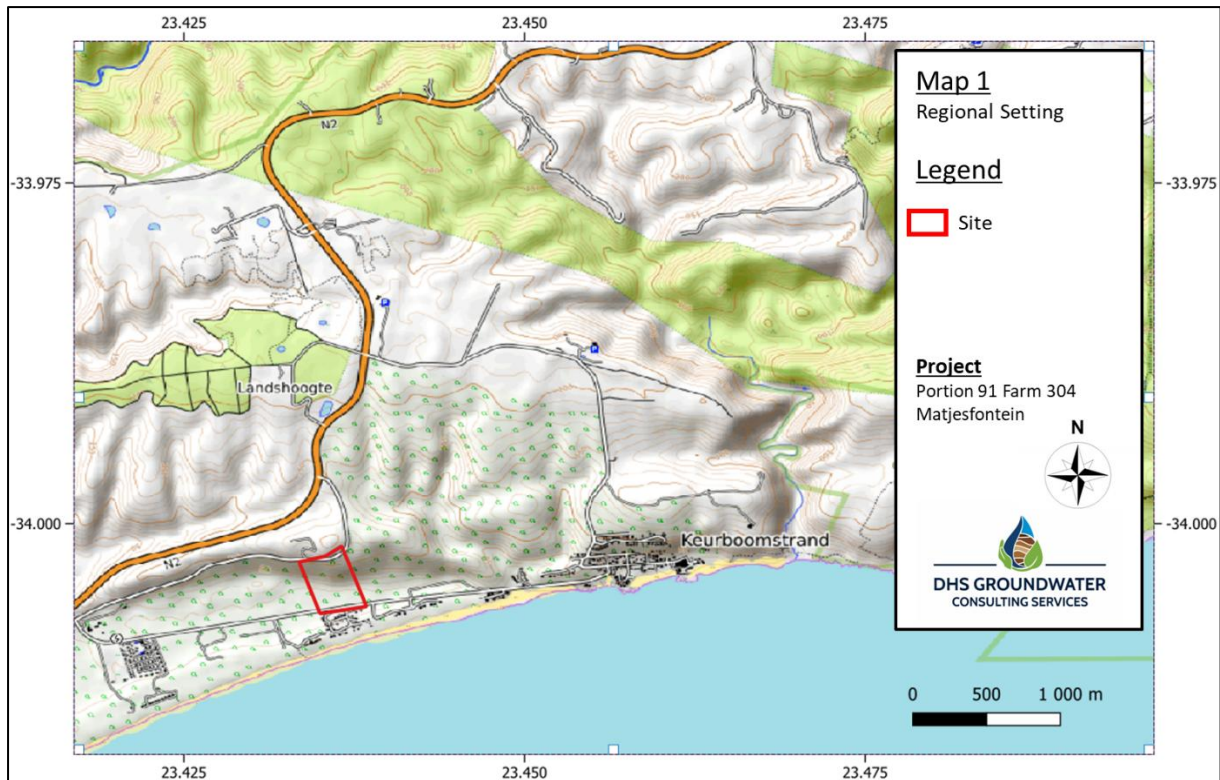 23.425
23.450
23.475
-33.975
-33.975
-34.000
-34.000
N2
Landshoogte
N2
Keurboomstrand
Map 1
Regional Setting
Legend
Site
Project
Portion 91 Farm 304
Matjesfontein
N
DHS GROUNDWATER
CONSULTING SERVICES
0 500 1 000 m
23.425
23.450
23.475